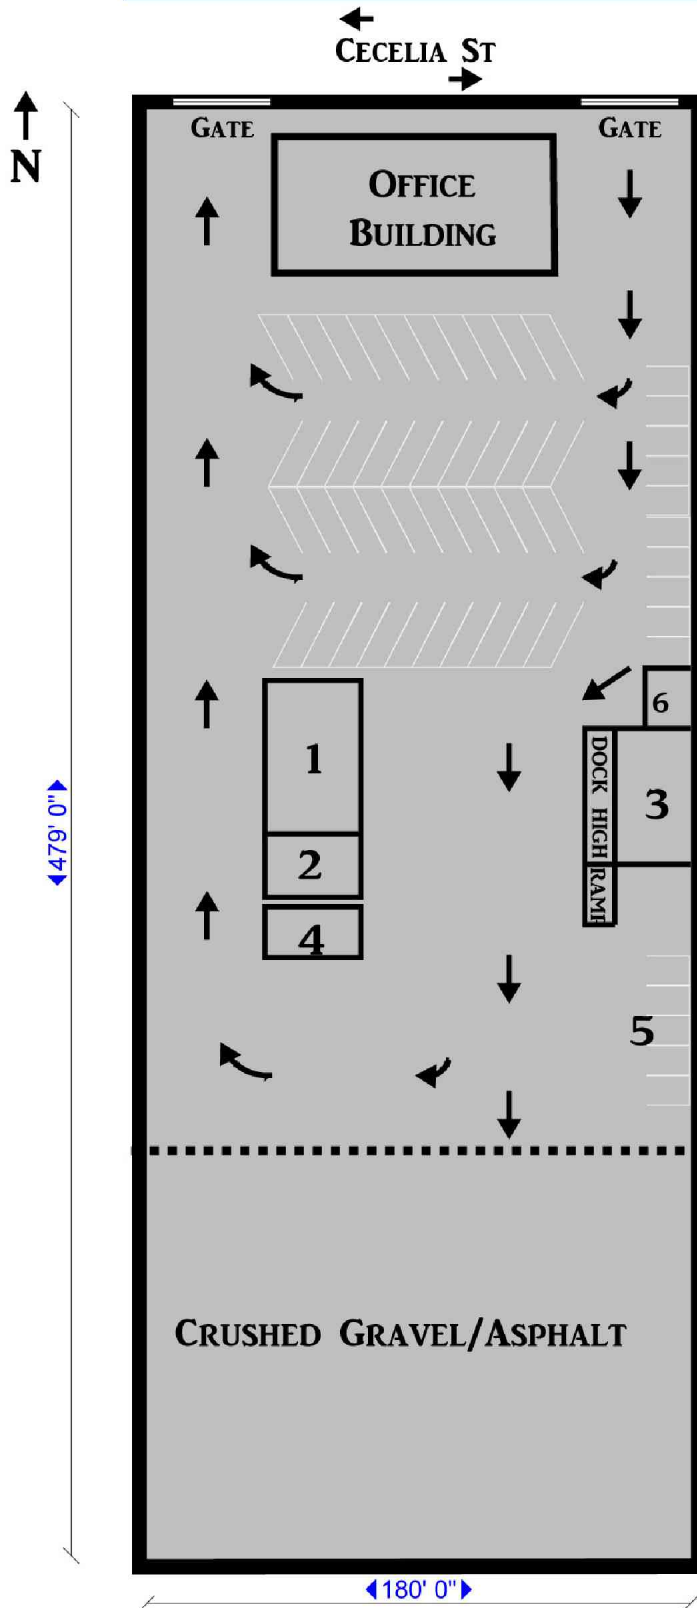 Cecelia St
N
Gate
Gate
Office
Building
1
2
4
6
3
Dock High
Ramp
5
479' 0"
Crushed Gravel/Asphalt
180' 0"